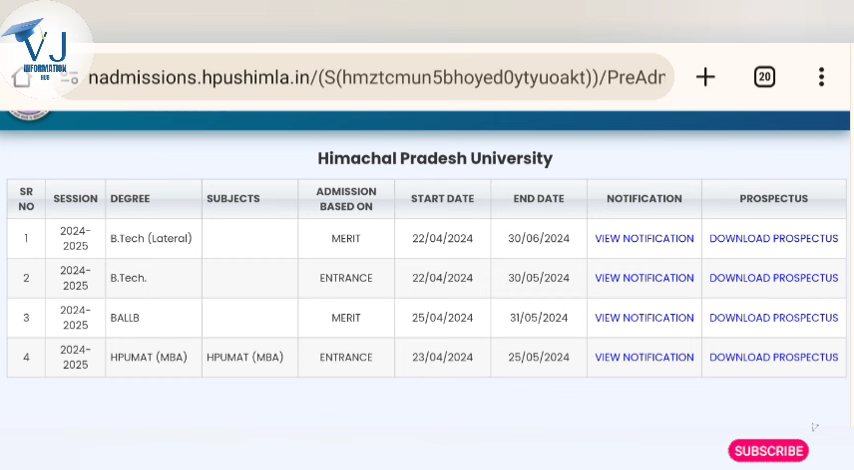 VJ
INFORMATION
HUB
nadmissions.hpushimla.in/(S(hmztcmun5bhoyed0ytyuoakt))/PreAdr
20
Himachal Pradesh University
SR NO SESSION DEGREE SUBJECTS ADMISSION BASED ON START DATE END DATE NOTIFICATION PROSPECTUS
1 2024-2025 B.Tech (Lateral) MERIT 22/04/2024 30/06/2024 VIEW NOTIFICATION DOWNLOAD PROSPECTUS
2 2024-2025 B.Tech. ENTRANCE 22/04/2024 30/05/2024 VIEW NOTIFICATION DOWNLOAD PROSPECTUS
3 2024-2025 BALLB MERIT 25/04/2024 31/05/2024 VIEW NOTIFICATION DOWNLOAD PROSPECTUS
4 2024-2025 HPUMAT (MBA) HPUMAT (MBA) ENTRANCE 23/04/2024 25/05/2024 VIEW NOTIFICATION DOWNLOAD PROSPECTUS
SUBSCRIBE